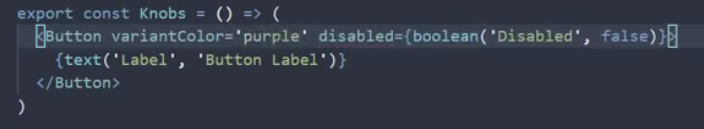 export const Knobs = () => (
<Button variantColor='purple' disabled={boolean('Disabled', false)}>
{text('Label', 'Button Label')}
</Button>
)